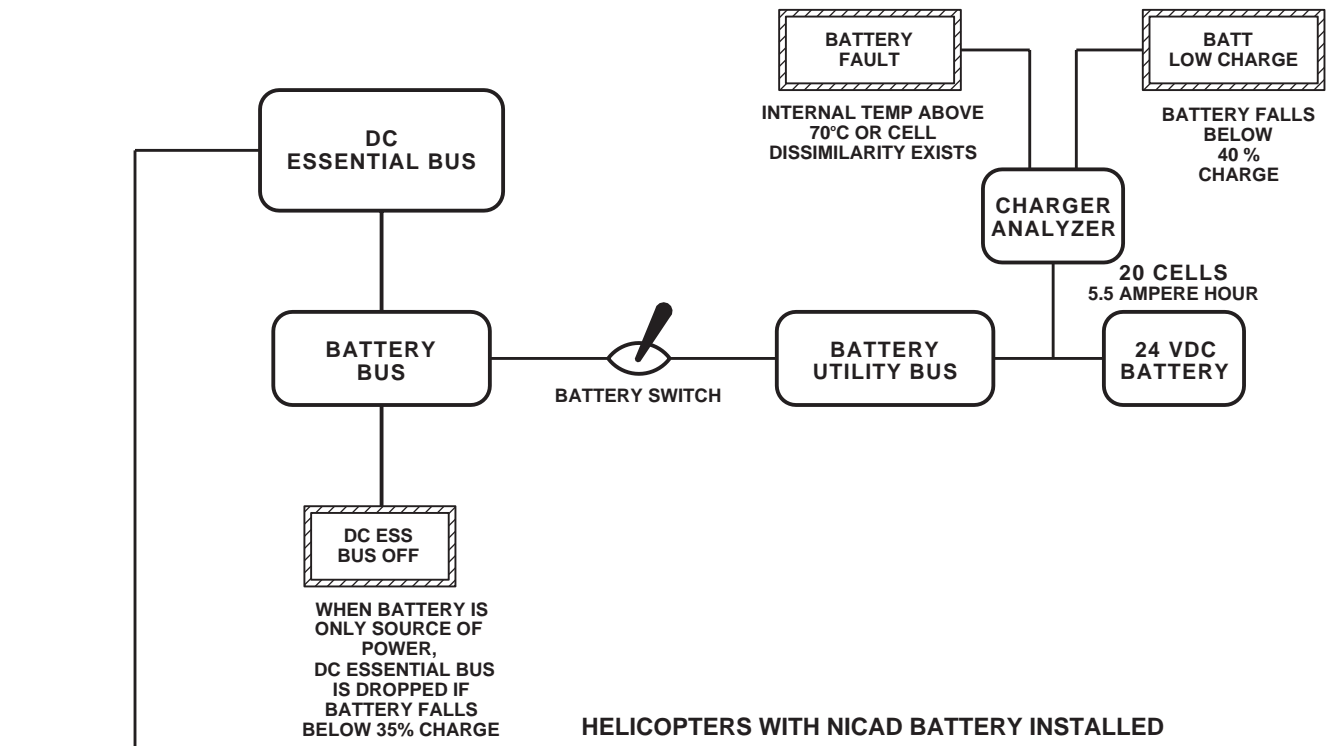 BATTERY
FAULT
BATT
LOW CHARGE
INTERNAL TEMP ABOVE
70°C OR CELL
DISSIMILARITY EXISTS
BATTERY FALLS
BELOW
40 %
CHARGE
DC
ESSENTIAL BUS
CHARGER
ANALYZER
20 CELLS
5.5 AMPERE HOUR
BATTERY
BUS
BATTERY SWITCH
BATTERY
UTILITY BUS
24 VDC
BATTERY
DC ESS
BUS OFF
WHEN BATTERY IS
ONLY SOURCE OF
POWER,
DC ESSENTIAL BUS
IS DROPPED IF
BATTERY FALLS
BELOW 35% CHARGE
HELICOPTERS WITH NICAD BATTERY INSTALLED